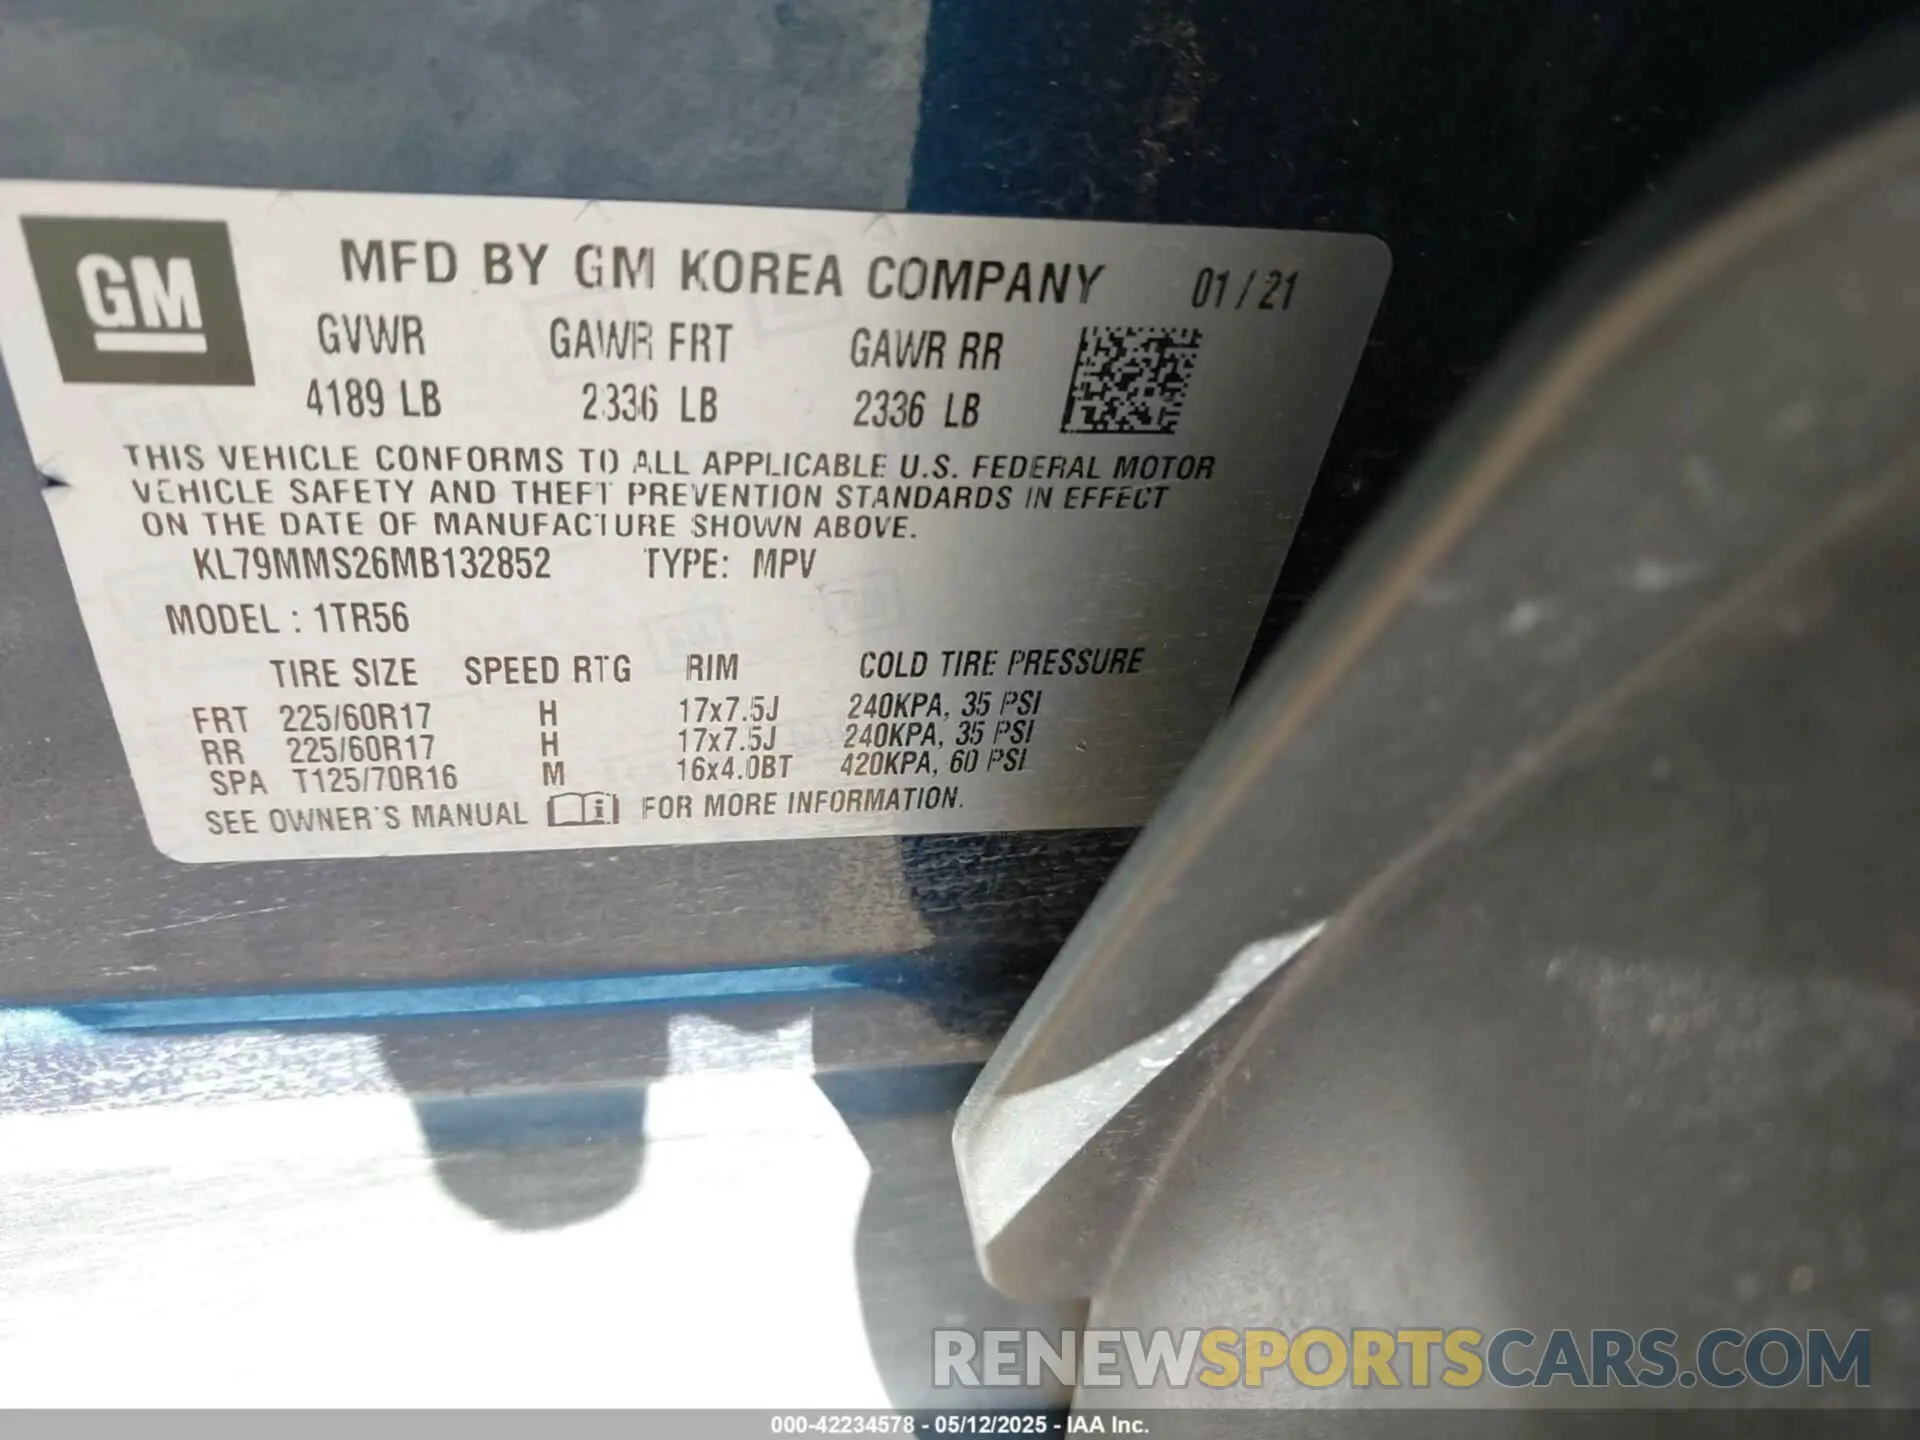 GM
MFD BY GM KOREA COMPANY 01/21
GVWR GAWR FRT GAWR RR
4189 LB 2336 LB 2336 LB
THIS VEHICLE CONFORMS TO ALL APPLICABLE U.S. FEDERAL MOTOR
VEHICLE SAFETY AND THEFT PREVENTION STANDARDS IN EFFECT
ON THE DATE OF MANUFACTURE SHOWN ABOVE.
KL79MMS26MB132852 TYPE: MPV
MODEL : 1TR56
TIRE SIZE SPEED RTG RIM COLD TIRE PRESSURE
FRT 225/60R17 H 17x7.5J 240KPA, 35 PSI
RR 225/60R17 H 17x7.5J 240KPA, 35 PSI
SPA T125/70R16 M 16x4.0BT 420KPA, 60 PSI
SEE OWNER'S MANUAL FOR MORE INFORMATION.
RENEWSPORTSCARS.COM
000-42234578 - 05/12/2025 - IAA Inc.